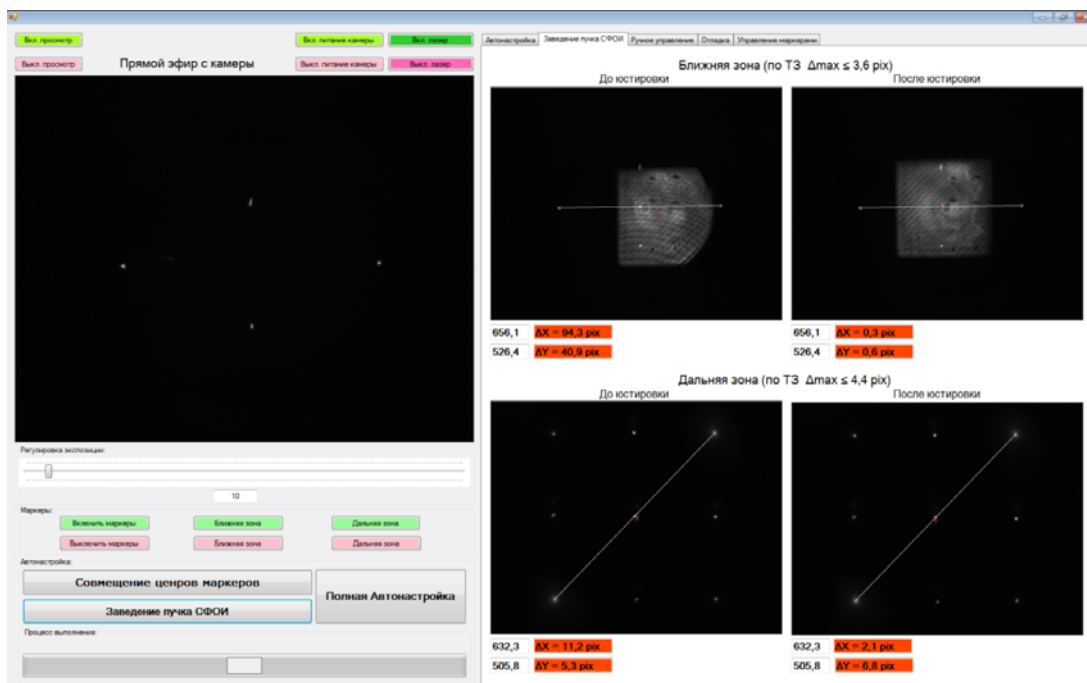 Вкл. просмотр
Вкл. питание камеры
Вкл. лазер
Выкл. просмотр
Прямой эфир с камеры
Выкл. питание камеры
Выкл. лазер
Регулировка экспозиции:
10
Маркеры:
Включить маркеры
Ближняя зона
Дальняя зона
Выключить маркеры
Ближняя зона
Дальняя зона
Автонастройка:
Совмещение ценров маркеров
Полная Автонастройка
Заведение пучка СФОИ
Процесс выполнения:
Автонастройка
Заведение пучка СФОИ
Ручное управление
Отладка
Управление маркерами
Ближняя зона (по ТЗ Δmax ≤ 3,6 pix)
До юстировки
После юстировки
656,1 ΔX = 94,3 pix
526,4 ΔY = 40,9 pix
656,1 ΔX = 0,3 pix
526,4 ΔY = 0,6 pix
Дальняя зона (по ТЗ Δmax ≤ 4,4 pix)
До юстировки
После юстировки
632,3 ΔX = 11,2 pix
505,8 ΔY = 5,3 pix
632,3 ΔX = 2,1 pix
505,8 ΔY = 6,8 pix